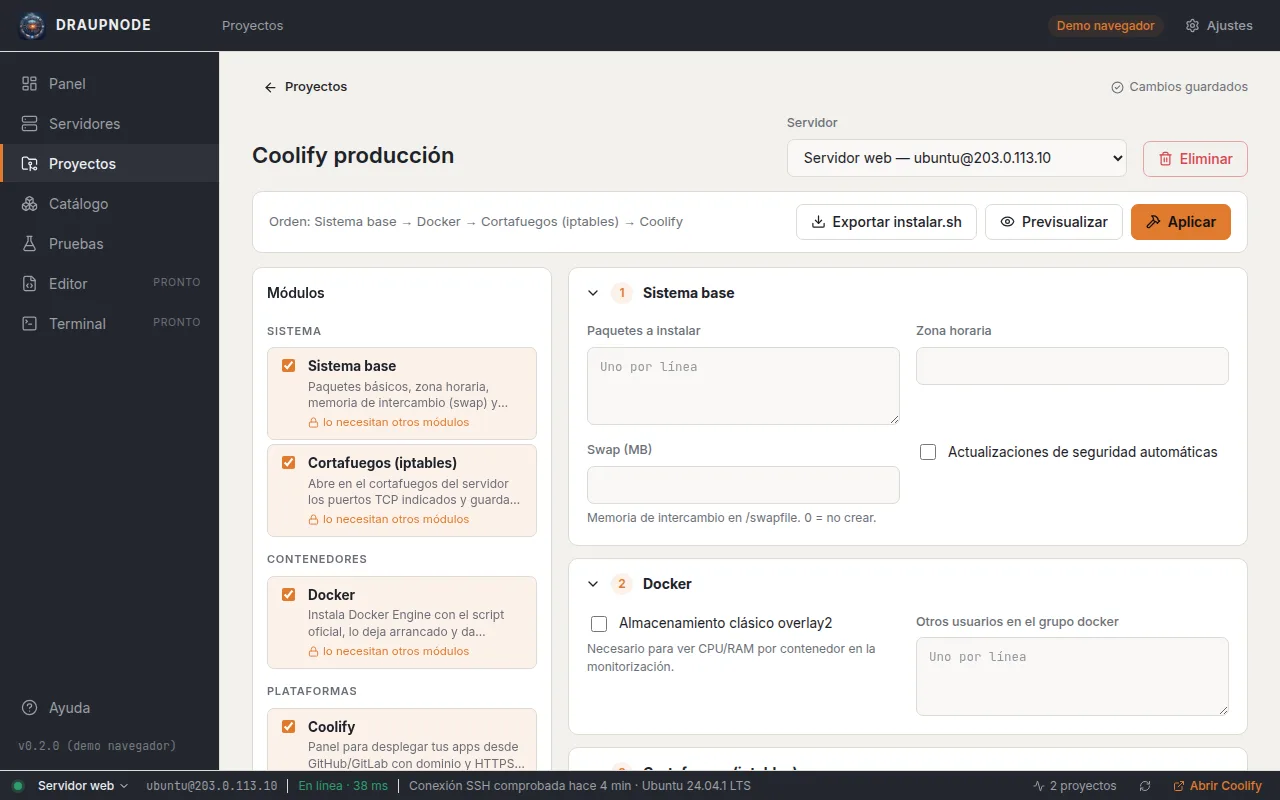 DRAUPNODE
Proyectos
Demo navegador
Ajustes
Panel
Servidores
Proyectos
Catálogo
Pruebas
Editor PRONTO
Terminal PRONTO
Ayuda
v0.2.0 (demo navegador)
← Proyectos
Cambios guardados
Coolify producción
Servidor
Servidor web — ubuntu@203.0.113.10
Eliminar
Orden: Sistema base → Docker → Cortafuegos (iptables) → Coolify
Exportar instalar.sh
Previsualizar
Aplicar
Módulos
SISTEMA
Sistema base
Paquetes básicos, zona horaria,
memoria de intercambio (swap) y...
lo necesitan otros módulos
Cortafuegos (iptables)
Abre en el cortafuegos del servidor
los puertos TCP indicados y guarda...
lo necesitan otros módulos
CONTENEDORES
Docker
Instala Docker Engine con el script
oficial, lo deja arrancado y da...
lo necesitan otros módulos
PLATAFORMAS
Coolify
Panel para desplegar tus apps desde
GitHub/GitLab con dominio y HTTPS...
1 Sistema base
Paquetes a instalar
Uno por línea
Zona horaria
Swap (MB)
Memoria de intercambio en /swapfile. 0 = no crear.
Actualizaciones de seguridad automáticas
2 Docker
Almacenamiento clásico overlay2
Necesario para ver CPU/RAM por contenedor en la
monitorización.
Otros usuarios en el grupo docker
Uno por línea
Servidor web
ubuntu@203.0.113.10
En línea · 38 ms
Conexión SSH comprobada hace 4 min · Ubuntu 24.04.1 LTS
2 proyectos
Abrir Coolify